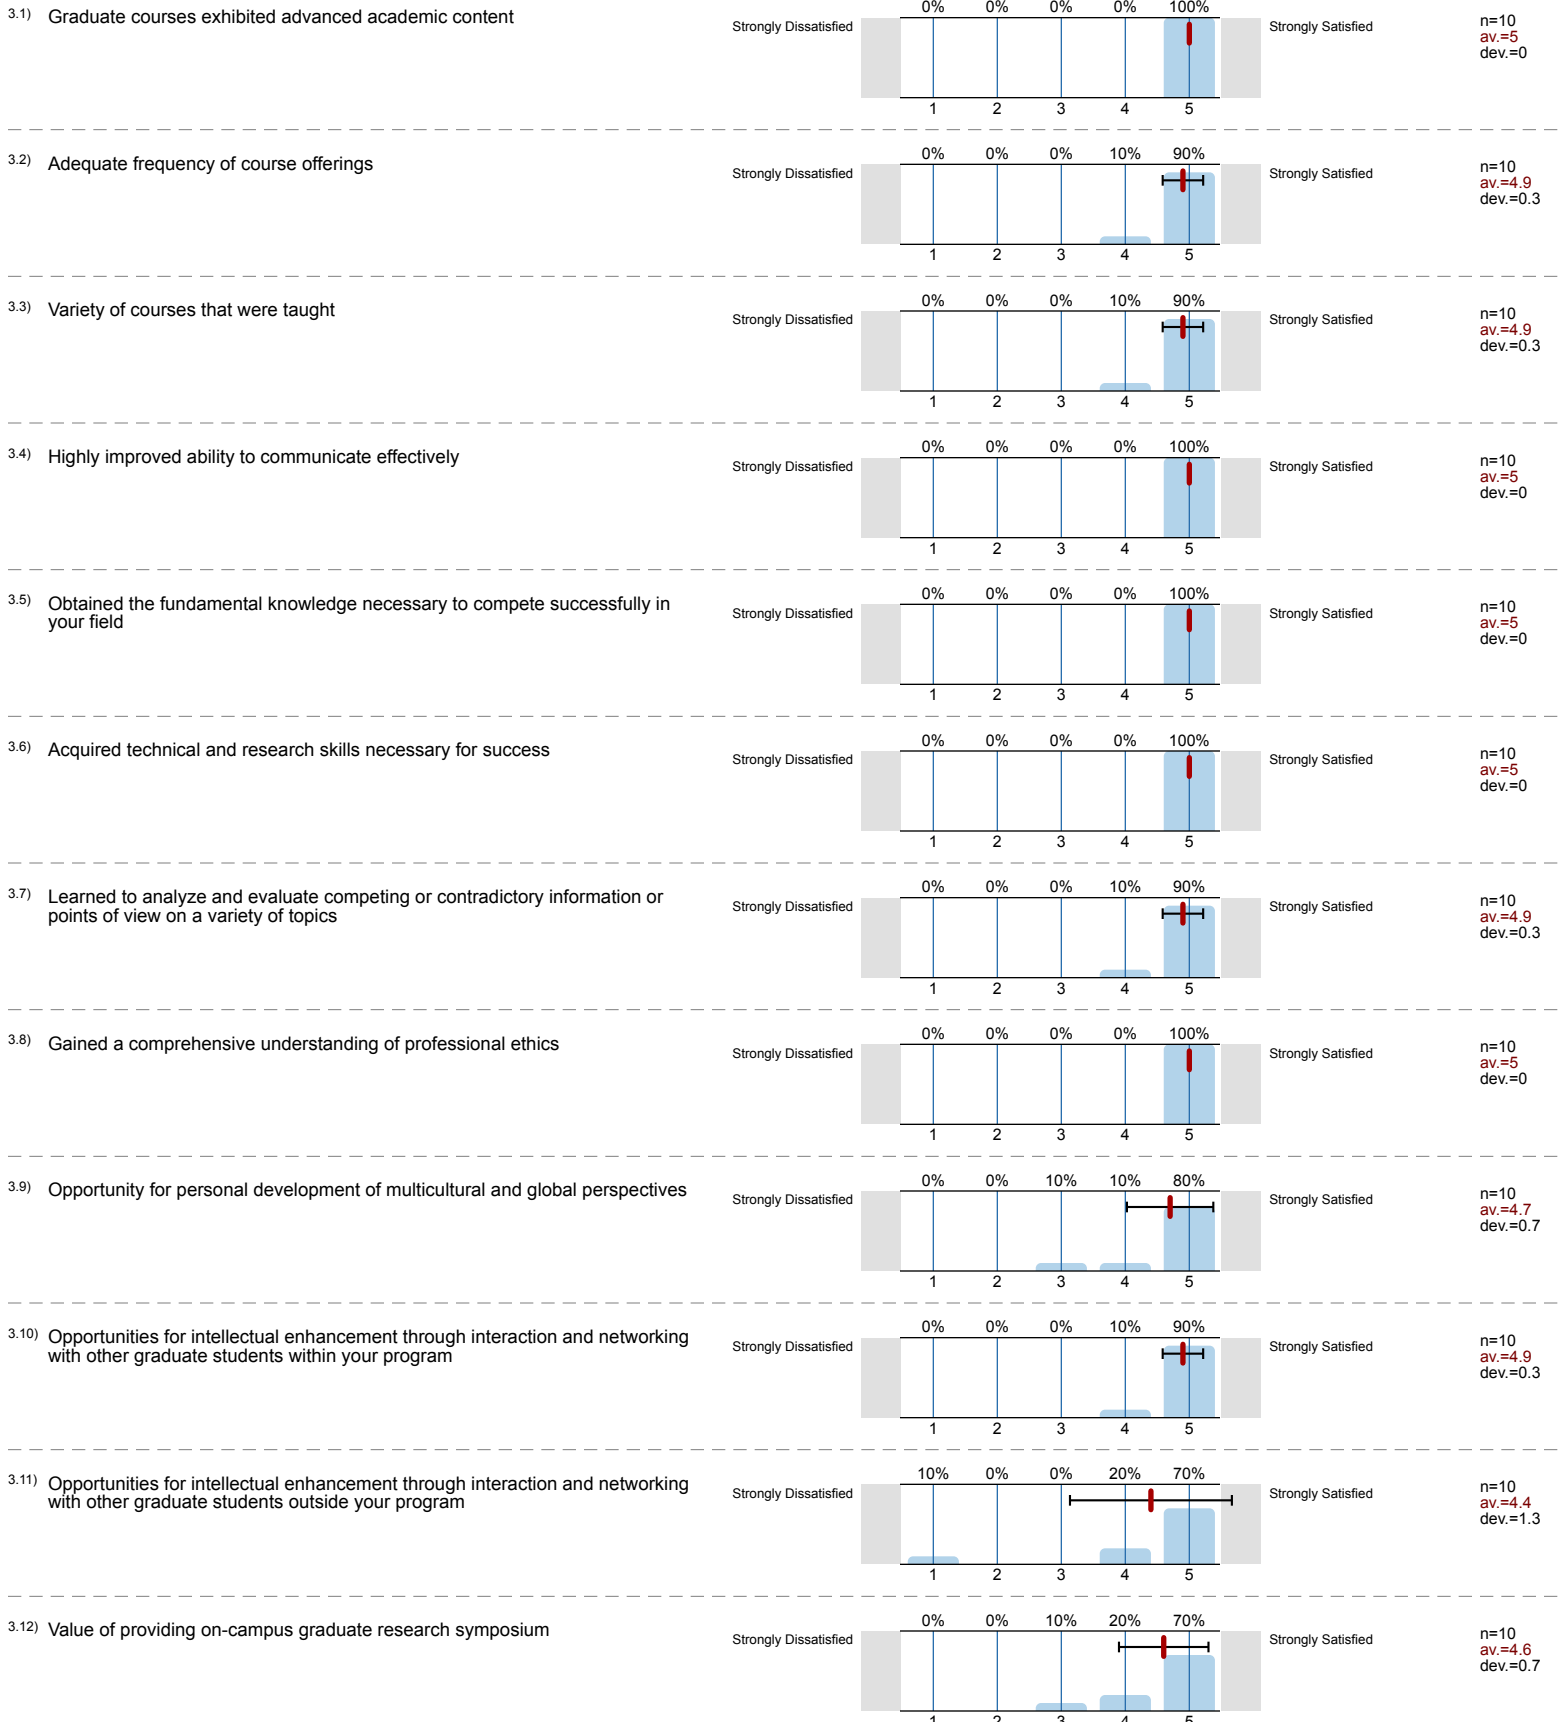 3.1) Graduate courses exhibited advanced academic content
0% 0% 0% 0% 100%
Strongly Dissatisfied Strongly Satisfied
n=10
av.=5
dev.=0
1 2 3 4 5
3.2) Adequate frequency of course offerings
0% 0% 0% 10% 90%
Strongly Dissatisfied Strongly Satisfied
n=10
av.=4.9
dev.=0.3
1 2 3 4 5
3.3) Variety of courses that were taught
0% 0% 0% 10% 90%
Strongly Dissatisfied Strongly Satisfied
n=10
av.=4.9
dev.=0.3
1 2 3 4 5
3.4) Highly improved ability to communicate effectively
0% 0% 0% 0% 100%
Strongly Dissatisfied Strongly Satisfied
n=10
av.=5
dev.=0
1 2 3 4 5
3.5) Obtained the fundamental knowledge necessary to compete successfully in
your field
0% 0% 0% 0% 100%
Strongly Dissatisfied Strongly Satisfied
n=10
av.=5
dev.=0
1 2 3 4 5
3.6) Acquired technical and research skills necessary for success
0% 0% 0% 0% 100%
Strongly Dissatisfied Strongly Satisfied
n=10
av.=5
dev.=0
1 2 3 4 5
3.7) Learned to analyze and evaluate competing or contradictory information or
points of view on a variety of topics
0% 0% 0% 10% 90%
Strongly Dissatisfied Strongly Satisfied
n=10
av.=4.9
dev.=0.3
1 2 3 4 5
3.8) Gained a comprehensive understanding of professional ethics
0% 0% 0% 0% 100%
Strongly Dissatisfied Strongly Satisfied
n=10
av.=5
dev.=0
1 2 3 4 5
3.9) Opportunity for personal development of multicultural and global perspectives
0% 0% 10% 10% 80%
Strongly Dissatisfied Strongly Satisfied
n=10
av.=4.7
dev.=0.7
1 2 3 4 5
3.10) Opportunities for intellectual enhancement through interaction and networking
with other graduate students within your program
0% 0% 0% 10% 90%
Strongly Dissatisfied Strongly Satisfied
n=10
av.=4.9
dev.=0.3
1 2 3 4 5
3.11) Opportunities for intellectual enhancement through interaction and networking
with other graduate students outside your program
10% 0% 0% 20% 70%
Strongly Dissatisfied Strongly Satisfied
n=10
av.=4.4
dev.=1.3
1 2 3 4 5
3.12) Value of providing on-campus graduate research symposium
0% 0% 10% 20% 70%
Strongly Dissatisfied Strongly Satisfied
n=10
av.=4.6
dev.=0.7
1 2 3 4 5